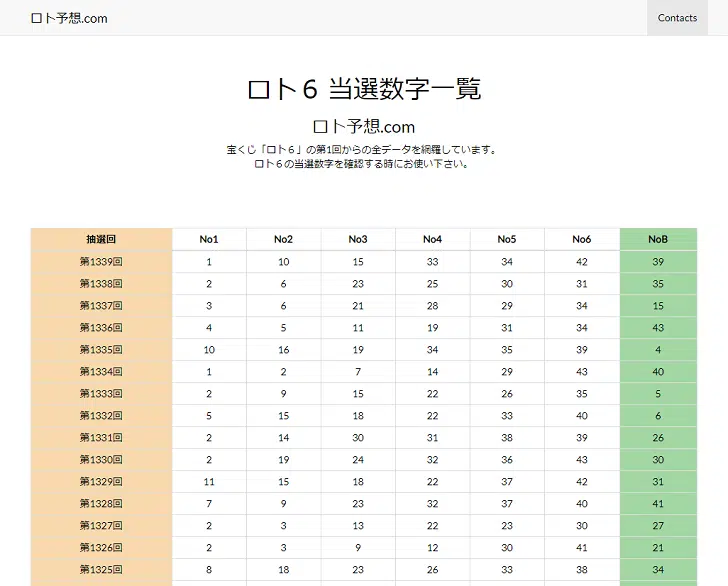 ロト予想.com
Contacts
ロト６ 当選数字一覧
ロト予想.com
宝くじ「ロト６」の第1回からの全データを網羅しています。
ロト６の当選数字を確認する時にお使い下さい。
抽選回 No1 No2 No3 No4 No5 No6 NoB
第1339回 1 10 15 33 34 42 39
第1338回 2 6 23 25 30 31 35
第1337回 3 6 21 28 29 34 15
第1336回 4 5 11 19 31 34 43
第1335回 10 16 19 34 35 39 4
第1334回 1 2 7 14 29 43 40
第1333回 2 9 15 22 26 35 5
第1332回 5 15 18 22 33 40 6
第1331回 2 14 30 31 38 39 26
第1330回 2 19 24 32 36 43 30
第1329回 11 15 18 22 37 42 31
第1328回 7 9 23 32 37 40 41
第1327回 2 3 13 22 23 30 27
第1326回 2 3 9 12 30 41 21
第1325回 8 18 23 26 33 38 34